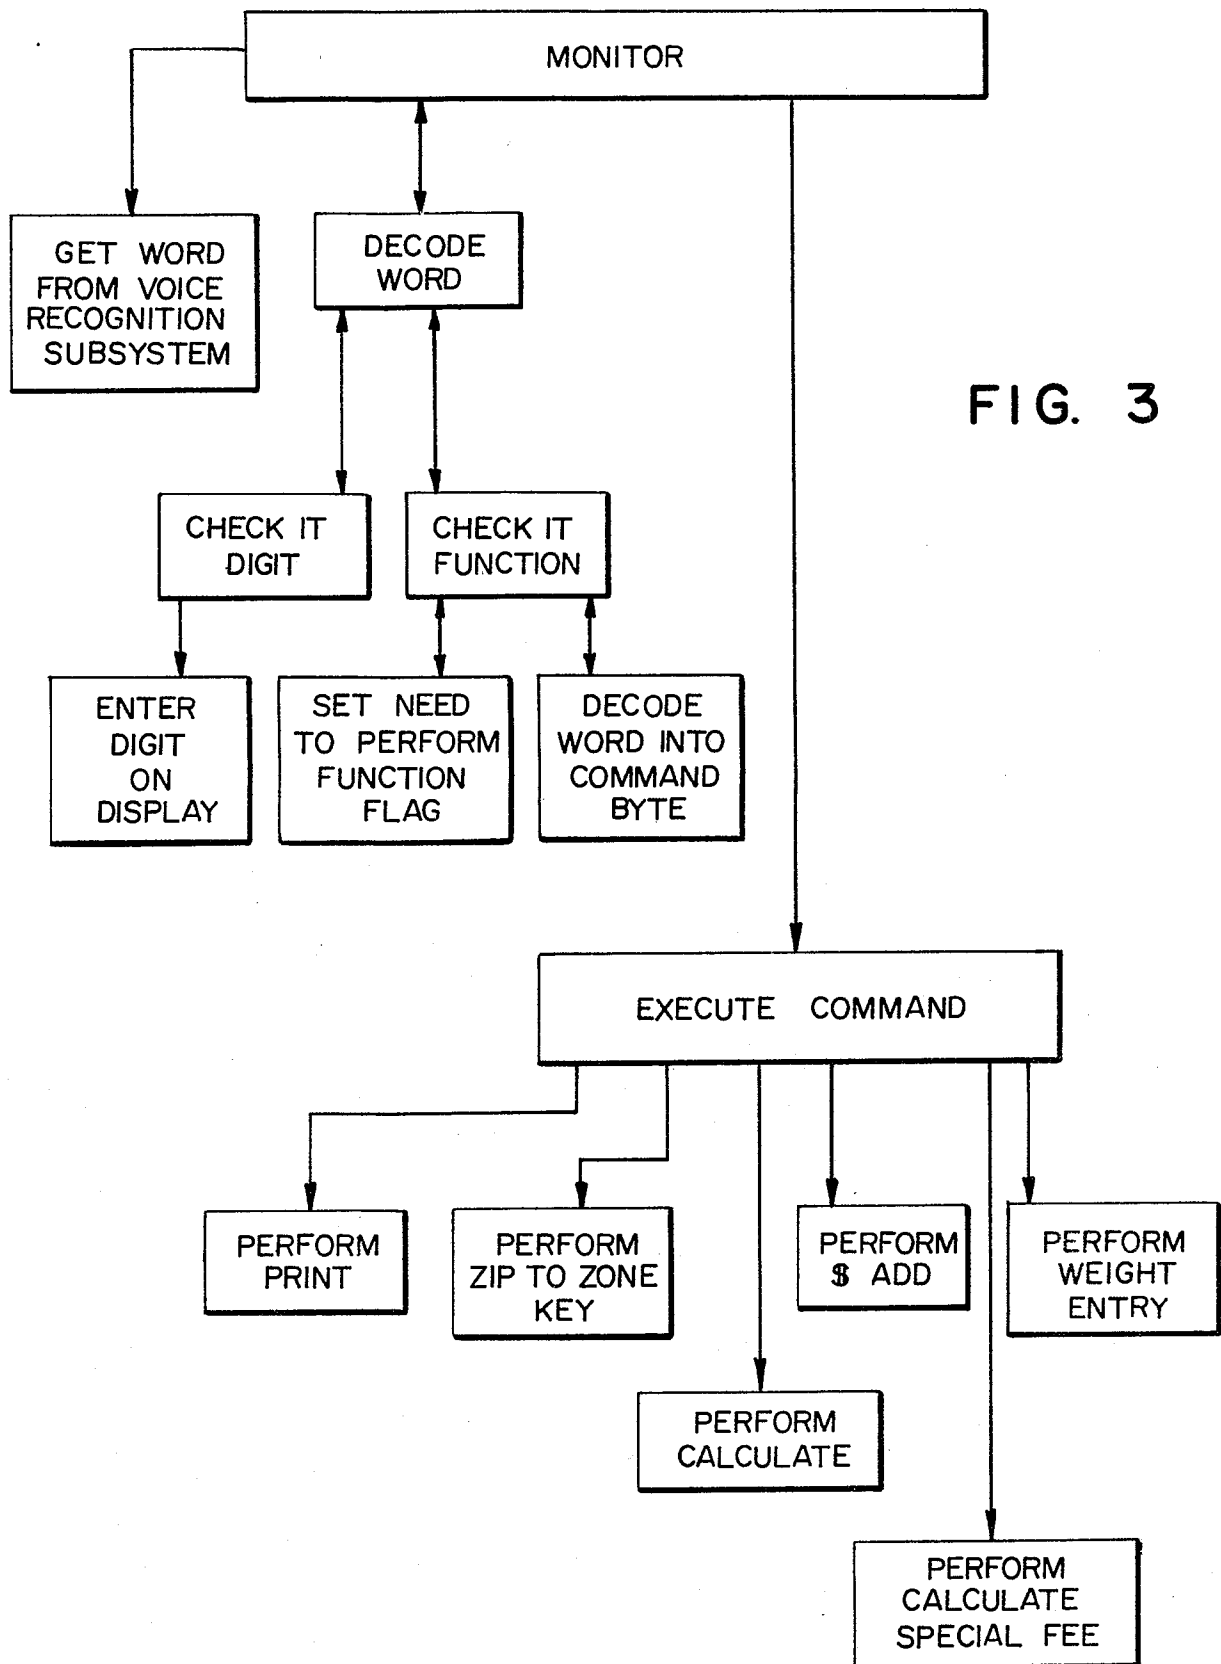 MONITOR
GET WORD
FROM VOICE
RECOGNITION
SUBSYSTEM
DECODE
WORD
FIG. 3
CHECK IT
DIGIT
CHECK IT
FUNCTION
ENTER
DIGIT
ON
DISPLAY
SET NEED
TO PERFORM
FUNCTION
FLAG
DECODE
WORD INTO
COMMAND
BYTE
EXECUTE COMMAND
PERFORM
PRINT
PERFORM
ZIP TO ZONE
KEY
PERFORM
$ ADD
PERFORM
WEIGHT
ENTRY
PERFORM
CALCULATE
PERFORM
CALCULATE
SPECIAL FEE